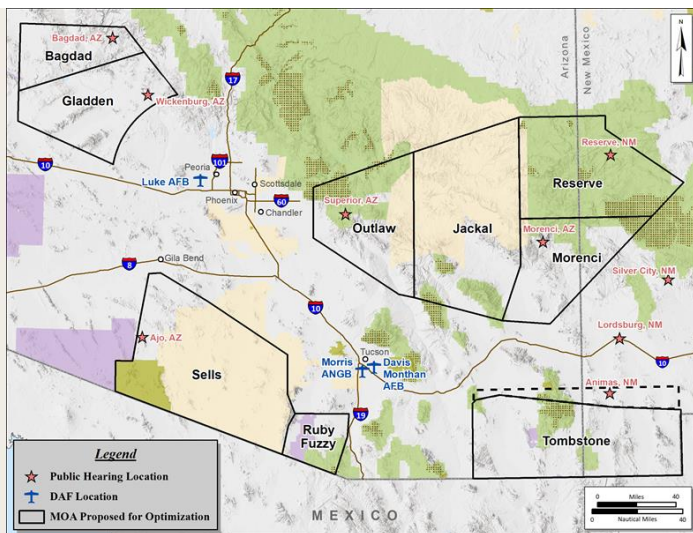 Bagdad, AZ
Bagdad
Gladden
Wickenburg, AZ
17
N
Arizona
New Mexico
10
Peoria
101
Luke AFB
Scottsdale
Phoenix
60
Chandler
Superior, AZ
Outlaw
Jackal
Reserve, NM
Reserve
Morenci, AZ
Morenci
Silver City, NM
8
Gila Bend
10
Ajo, AZ
Sells
Lordsburg, NM
10
Tucson
Morris
ANGB
Davis
Monthan
AFB
Animas, NM
19
Ruby
Fuzzy
Tombstone
MEXICO
Legend
Public Hearing Location
DAF Location
MOA Proposed for Optimization
0 Miles 40
0 Nautical Miles 40